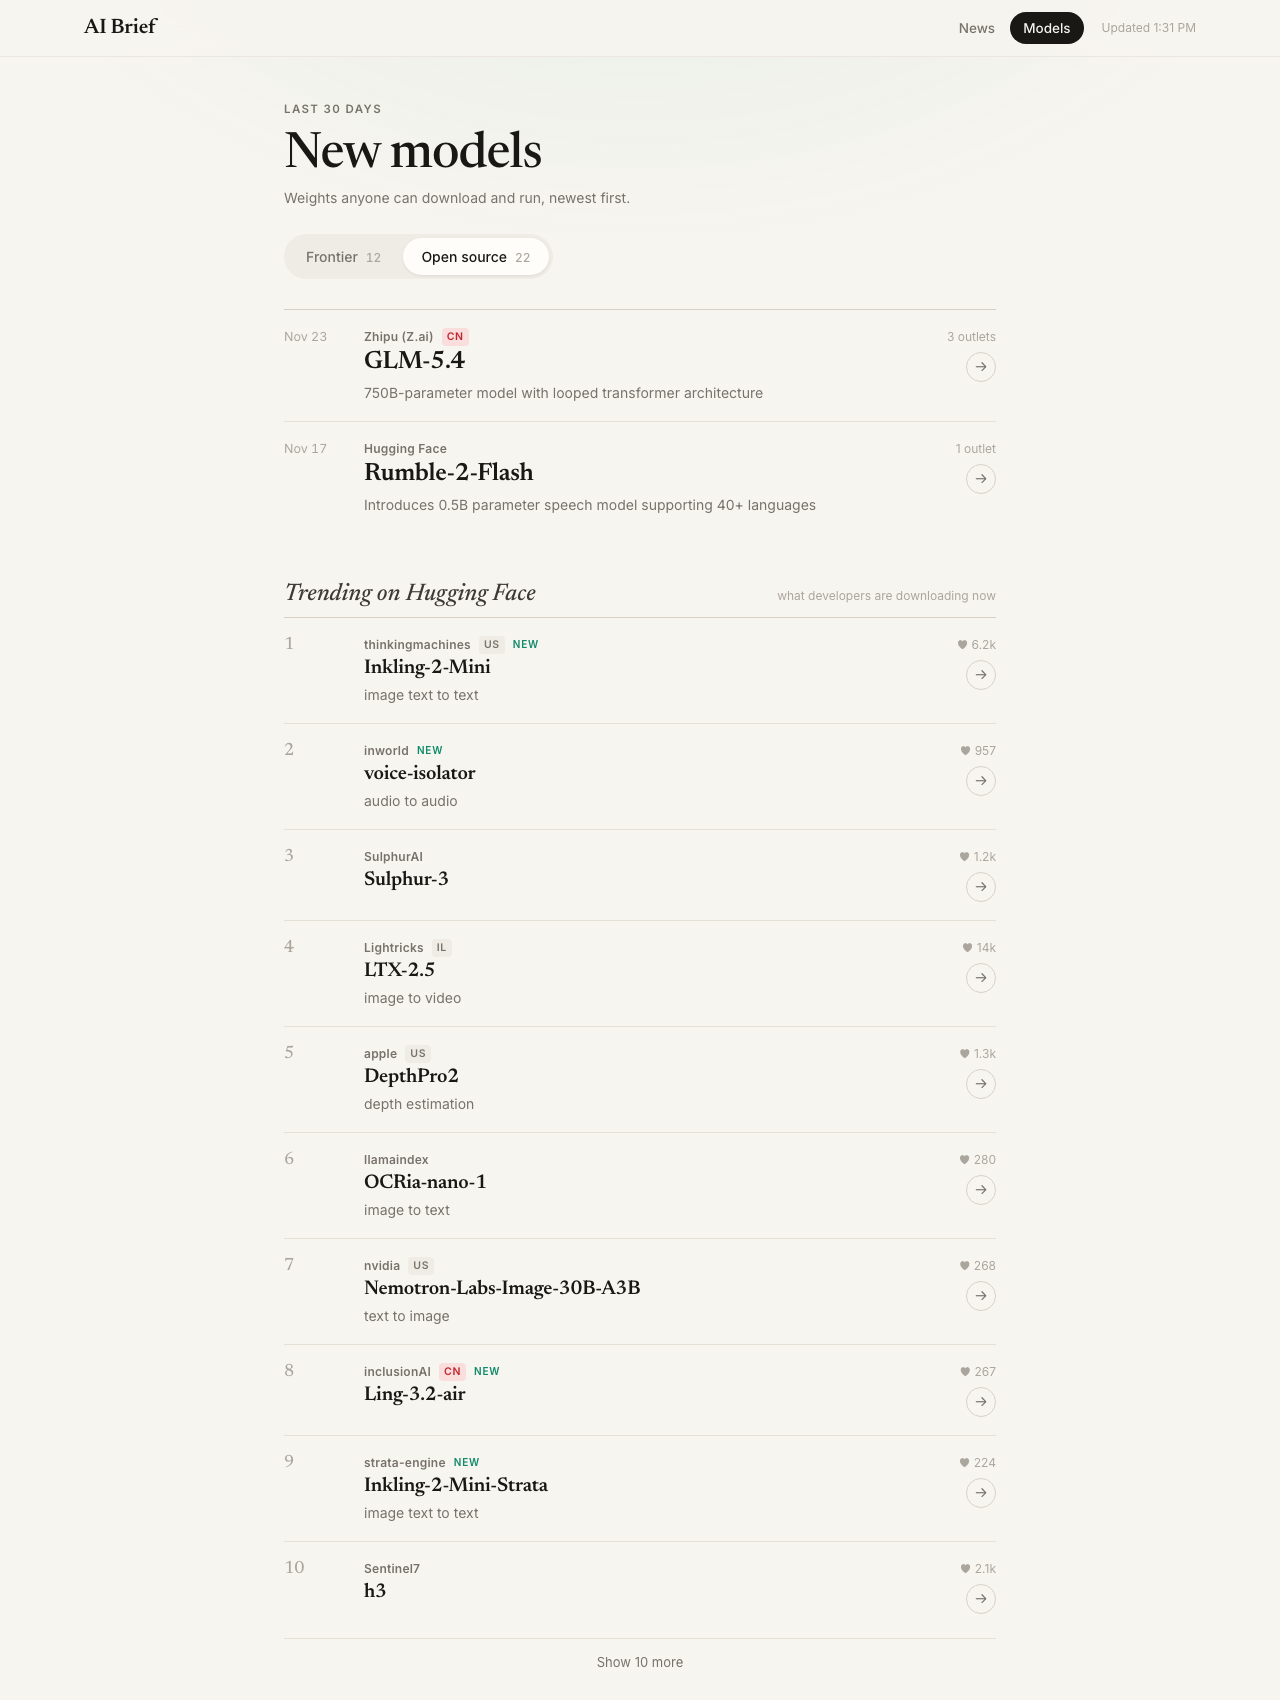 AI Brief
News Models Updated 1:31 PM
LAST 30 DAYS
New models
Weights anyone can download and run, newest first.
Frontier 12 Open source 22
Nov 23 Zhipu (Z.ai) CN 3 outlets
GLM-5.4
750B-parameter model with looped transformer architecture
Nov 17 Hugging Face 1 outlet
Rumble-2-Flash
Introduces 0.5B parameter speech model supporting 40+ languages
Trending on Hugging Face what developers are downloading now
1 thinkingmachines US NEW 6.2k
Inkling-2-Mini
image text to text
2 inworld NEW 957
voice-isolator
audio to audio
3 SulphurAI 1.2k
Sulphur-3
4 Lightricks IL 14k
LTX-2.5
image to video
5 apple US 1.3k
DepthPro2
depth estimation
6 llamaindex 280
OCRia-nano-1
image to text
7 nvidia US 268
Nemotron-Labs-Image-30B-A3B
text to image
8 inclusionAI CN NEW 267
Ling-3.2-air
9 strata-engine NEW 224
Inkling-2-Mini-Strata
image text to text
10 Sentinel7 2.1k
h3
Show 10 more